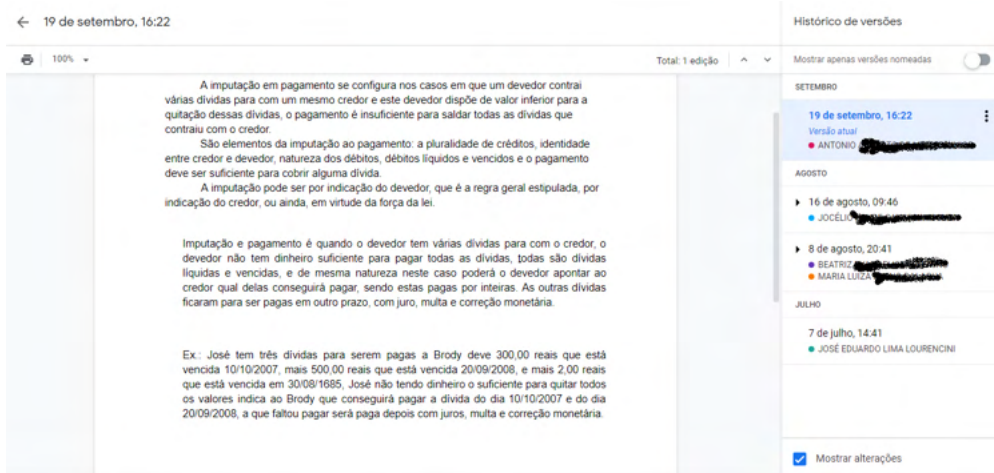 19 de setembro, 16:22
Histórico de versões
100%
Total: 1 edição
Mostrar apenas versões nomeadas
A imputação em pagamento se configura nos casos em que um devedor contrai
várias dívidas para com um mesmo credor e este devedor dispõe de valor inferior para a
quitação dessas dívidas, o pagamento é insuficiente para saldar todas as dívidas que
contraiu com o credor.
São elementos da imputação ao pagamento: a pluralidade de créditos, identidade
entre credor e devedor, natureza dos débitos, débitos líquidos e vencidos e o pagamento
deve ser suficiente para cobrir alguma dívida.
A imputação pode ser por indicação do devedor, que é a regra geral estipulada, por
indicação do credor, ou ainda, em virtude da força da lei.
Imputação e pagamento é quando o devedor tem várias dívidas para com o credor, o
devedor não tem dinheiro suficiente para pagar todas as dívidas, todas são dívidas
líquidas e vencidas, e de mesma natureza neste caso poderá o devedor apontar ao
credor qual delas conseguirá pagar, sendo estas pagas por inteiras. As outras dívidas
ficaram para ser pagas em outro prazo, com juro, multa e correção monetária.
Ex.: José tem três dívidas para serem pagas a Brody deve 300,00 reais que está
vencida 10/10/2007, mais 500,00 reais que está vencida 20/09/2008, e mais 2,00 reais
que está vencida em 30/08/1685, José não tendo dinheiro o suficiente para quitar todos
os valores indica ao Brody que conseguirá pagar a dívida do dia 10/10/2007 e do dia
20/09/2008, a que faltou pagar será paga depois com juros, multa e correção monetária.
SETEMBRO
19 de setembro, 16:22
Versão atual
ANTONIO
AGOSTO
16 de agosto, 09:46
JOCÉLIO
8 de agosto, 20:41
BEATRIZ
MARIA LUIZA
JULHO
7 de julho, 14:41
JOSÉ EDUARDO LIMA LOURENCINI
Mostrar alterações